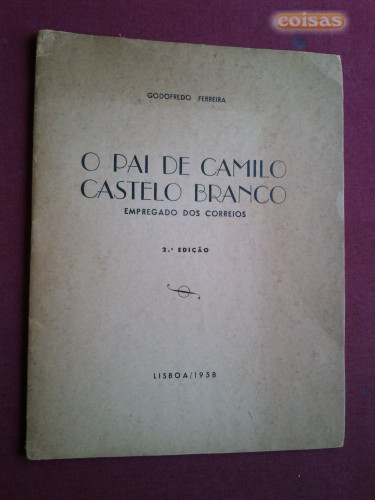 coisas
GODOFREDO FERREIRA
O PAI DE CAMILO
CASTELO BRANCO
EMPREGADO DOS CORREIOS
2.ª EDIÇÃO
LISBOA/1958